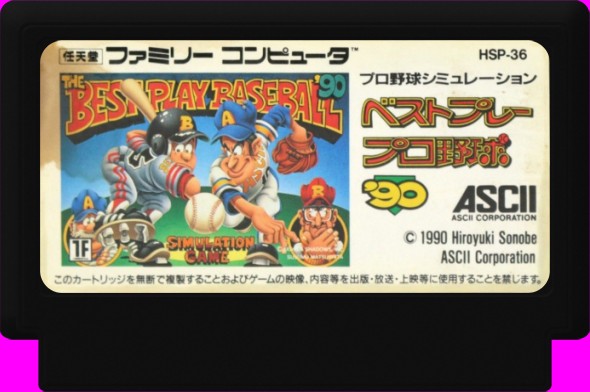 任天堂 ファミリー コンピュータ™
HSP-36
THE BEST PLAY BASEBALL '90
B
A
A
R
1F
SIMULATION
GAME
プロ野球シミュレーション
ベストプレー
プロ野球
'90
ASCII
ASCII CORPORATION
© 1990 Hiroyuki Sonobe
ASCII Corporation
このカートリッジを無断で複製することおよびゲームの映像、内容等を出版・放送・上映等に使用することを禁じます。